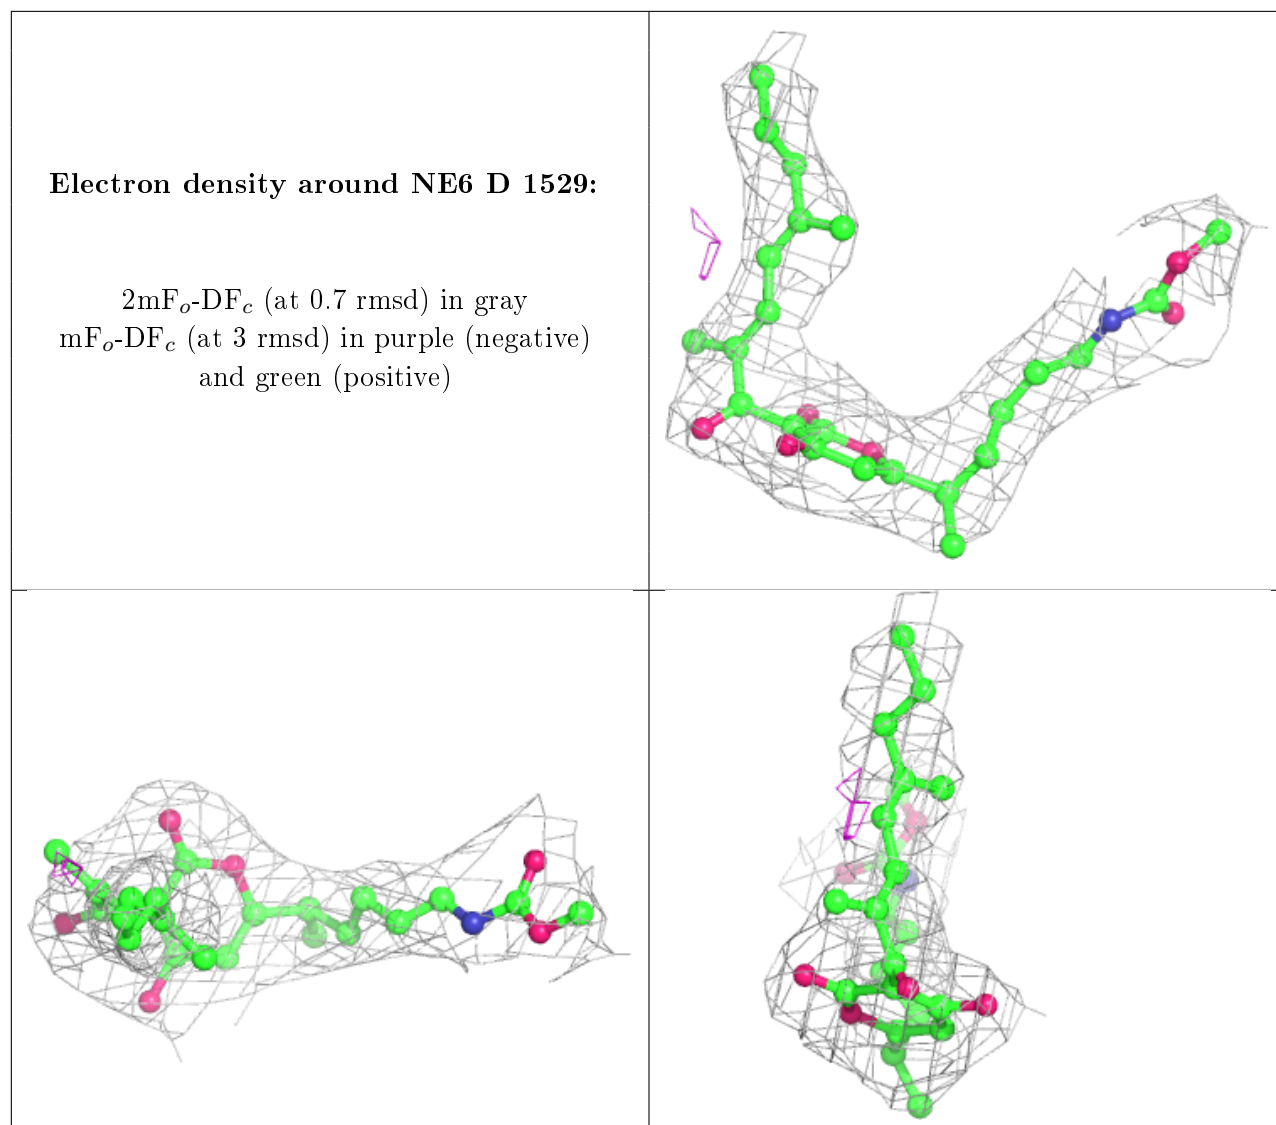 Electron density around NE6 D 1529:
2mFo-DFc (at 0.7 rmsd) in gray
mFo-DFc (at 3 rmsd) in purple (negative)
and green (positive)